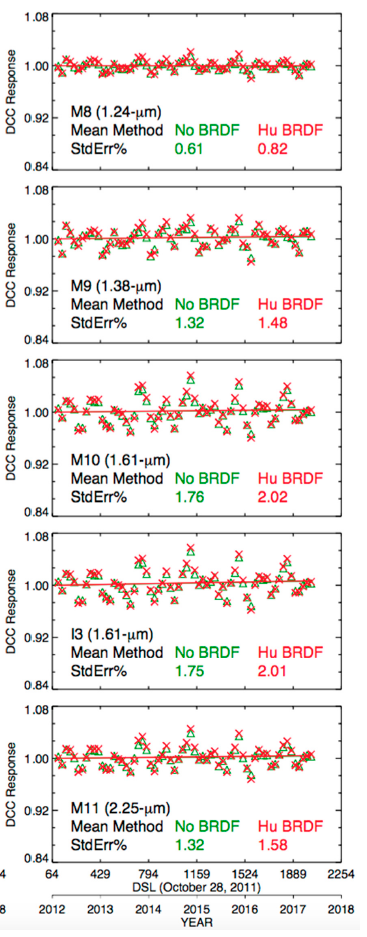 1.08
1.00
0.92
0.84
DCC Response
M8 (1.24-μm)
Mean Method No BRDF Hu BRDF
StdErr% 0.61 0.82
1.08
1.00
0.92
0.84
DCC Response
M9 (1.38-μm)
Mean Method No BRDF Hu BRDF
StdErr% 1.32 1.48
1.08
1.00
0.92
0.84
DCC Response
M10 (1.61-μm)
Mean Method No BRDF Hu BRDF
StdErr% 1.76 2.02
1.08
1.00
0.92
0.84
DCC Response
I3 (1.61-μm)
Mean Method No BRDF Hu BRDF
StdErr% 1.75 2.01
1.08
1.00
0.92
0.84
DCC Response
M11 (2.25-μm)
Mean Method No BRDF Hu BRDF
StdErr% 1.32 1.58
4 64 429 794 1159 1524 1889 2254
DSL (October 28, 2011)
8 2012 2013 2014 2015 2016 2017 2018
YEAR